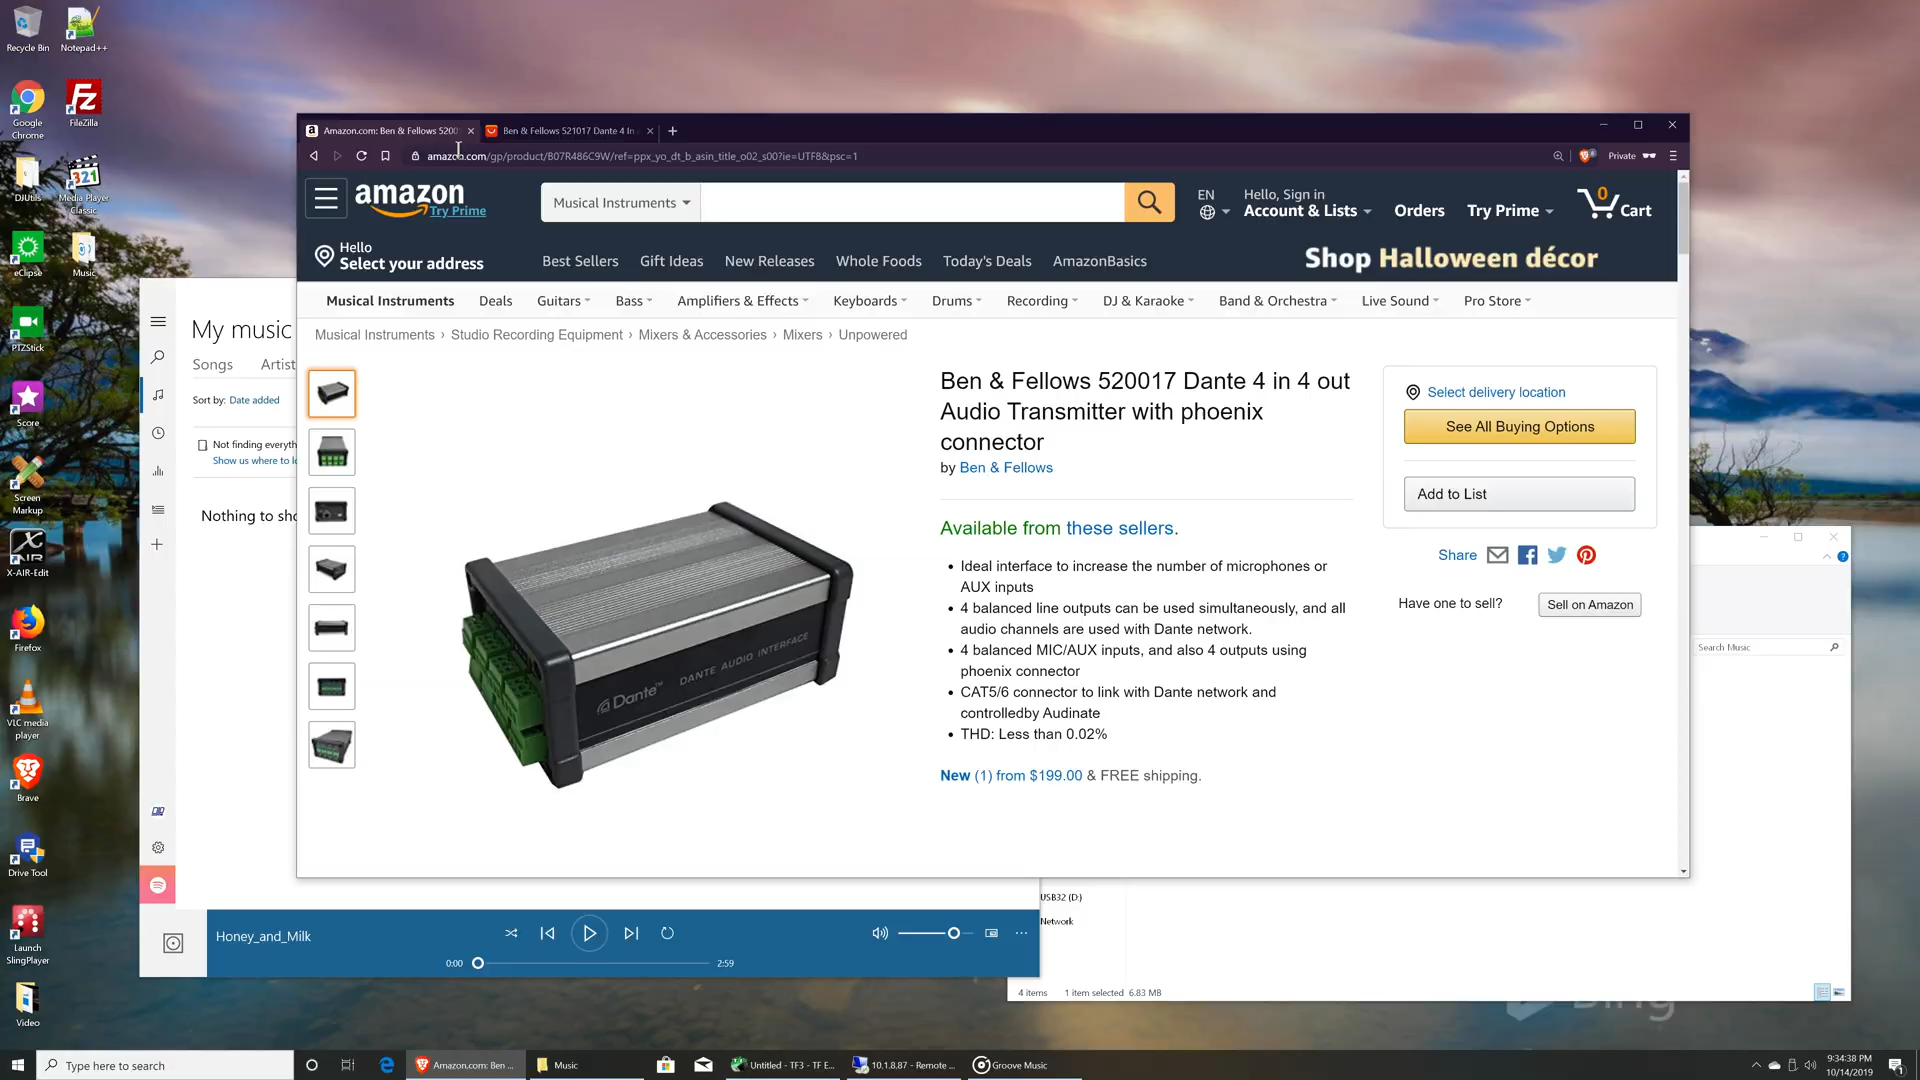 Recycle Bin
Notepad++
Google Chrome
FileZilla
DJUtils
Media Player Classic
eClipse
Music
PTZStick
Score
Screen Markup
X-AIR-Edit
Firefox
VLC media player
Brave
Drive Tool
Launch SlingPlayer
Video
Amazon.com: Ben & Fellows 5200
Ben & Fellows 521017 Dante 4 In
amazon.com/gp/product/B07R486C9W/ref=ppx_yo_dt_b_asin_title_o02_s00?ie=UTF8&psc=1
Private
amazon
Try Prime
Musical Instruments
EN
Hello, Sign in
Account & Lists
Orders
Try Prime
0
Cart
Hello
Select your address
Best Sellers
Gift Ideas
New Releases
Whole Foods
Today's Deals
AmazonBasics
Shop Halloween décor
Musical Instruments
Deals
Guitars
Bass
Amplifiers & Effects
Keyboards
Drums
Recording
DJ & Karaoke
Band & Orchestra
Live Sound
Pro Store
Musical Instruments › Studio Recording Equipment › Mixers & Accessories › Mixers › Unpowered
Ben & Fellows 520017 Dante 4 in 4 out
Audio Transmitter with phoenix
connector
by Ben & Fellows
Available from these sellers.
• Ideal interface to increase the number of microphones or
AUX inputs
• 4 balanced line outputs can be used simultaneously, and all
audio channels are used with Dante network.
• 4 balanced MIC/AUX inputs, and also 4 outputs using
phoenix connector
• CAT5/6 connector to link with Dante network and
controlledby Audinate
• THD: Less than 0.02%
New (1) from $199.00 & FREE shipping.
Select delivery location
See All Buying Options
Add to List
Share
Have one to sell?
Sell on Amazon
Dante™ DANTE AUDIO INTERFACE
My music
Songs
Artist
Sort by: Date added
Not finding everyth
Show us where to lo
Nothing to sho
Honey_and_Milk
0:00
2:59
Search Music
USB32 (D:)
Network
4 items
1 item selected 6.83 MB
Bing
Type here to search
Amazon.com: Ben ...
Music
Untitled - TF3 - TF E...
10.1.8.87 - Remote ...
Groove Music
9:34:38 PM
10/14/2019